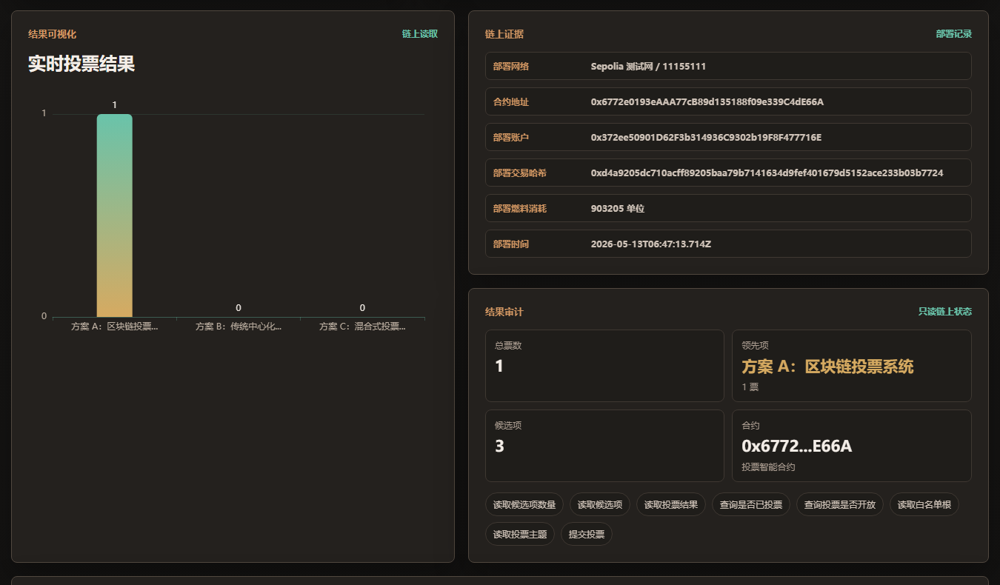 结果可视化
链上读取
实时投票结果
1
1
0
0
0
方案 A：区块链投票...
方案 B：传统中心化...
方案 C：混合式投票...
链上证据
部署记录
部署网络
Sepolia 测试网 / 11155111
合约地址
0x6772e0193eAAA77cB89d135188f09e339C4dE66A
部署账户
0x372ee50901D62F3b314936C9302b19F8F477716E
部署交易哈希
0xd4a9205dc710acff89205baa79b7141634d9fef401679d5152ace233b03b7724
部署燃料消耗
903205 单位
部署时间
2026-05-13T06:47:13.714Z
结果审计
只读链上状态
总票数
1
领先项
方案 A：区块链投票系统
1 票
候选项
3
合约
0x6772...E66A
投票智能合约
读取候选项数量
读取候选项
读取投票结果
查询是否已投票
查询投票是否开放
读取白名单根
读取投票主题
提交投票